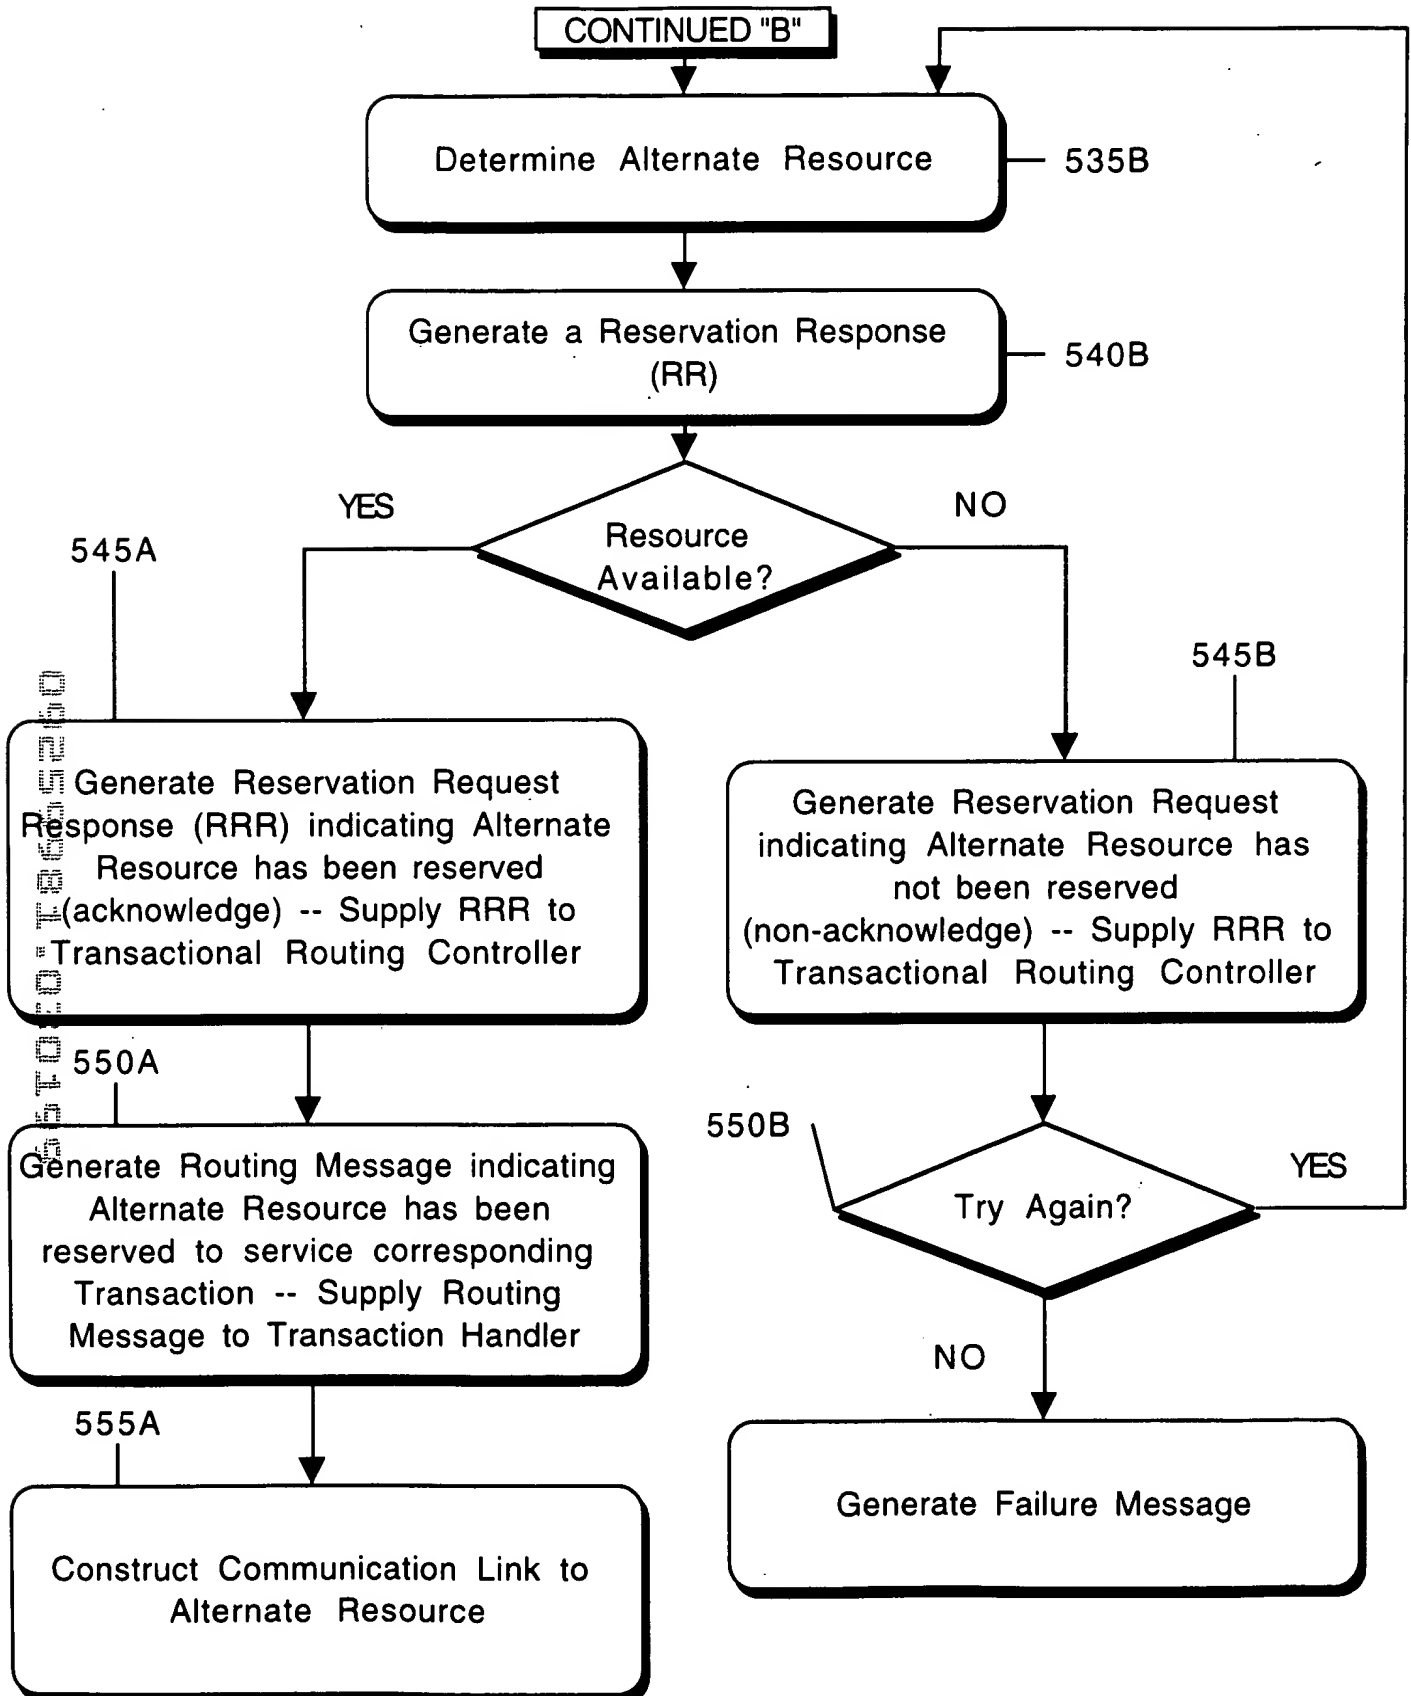 CONTINUED "B"
Determine Alternate Resource
535B
Generate a Reservation Response
(RR)
540B
YES
NO
Resource
Available?
545A
545B
Generate Reservation Request
Response (RRR) indicating Alternate
Resource has been reserved
(acknowledge) -- Supply RRR to
Transactional Routing Controller
Generate Reservation Request
indicating Alternate Resource has
not been reserved
(non-acknowledge) -- Supply RRR to
Transactional Routing Controller
550A
550B
Generate Routing Message indicating
Alternate Resource has been
reserved to service corresponding
Transaction -- Supply Routing
Message to Transaction Handler
Try Again?
YES
NO
555A
Construct Communication Link to
Alternate Resource
Generate Failure Message